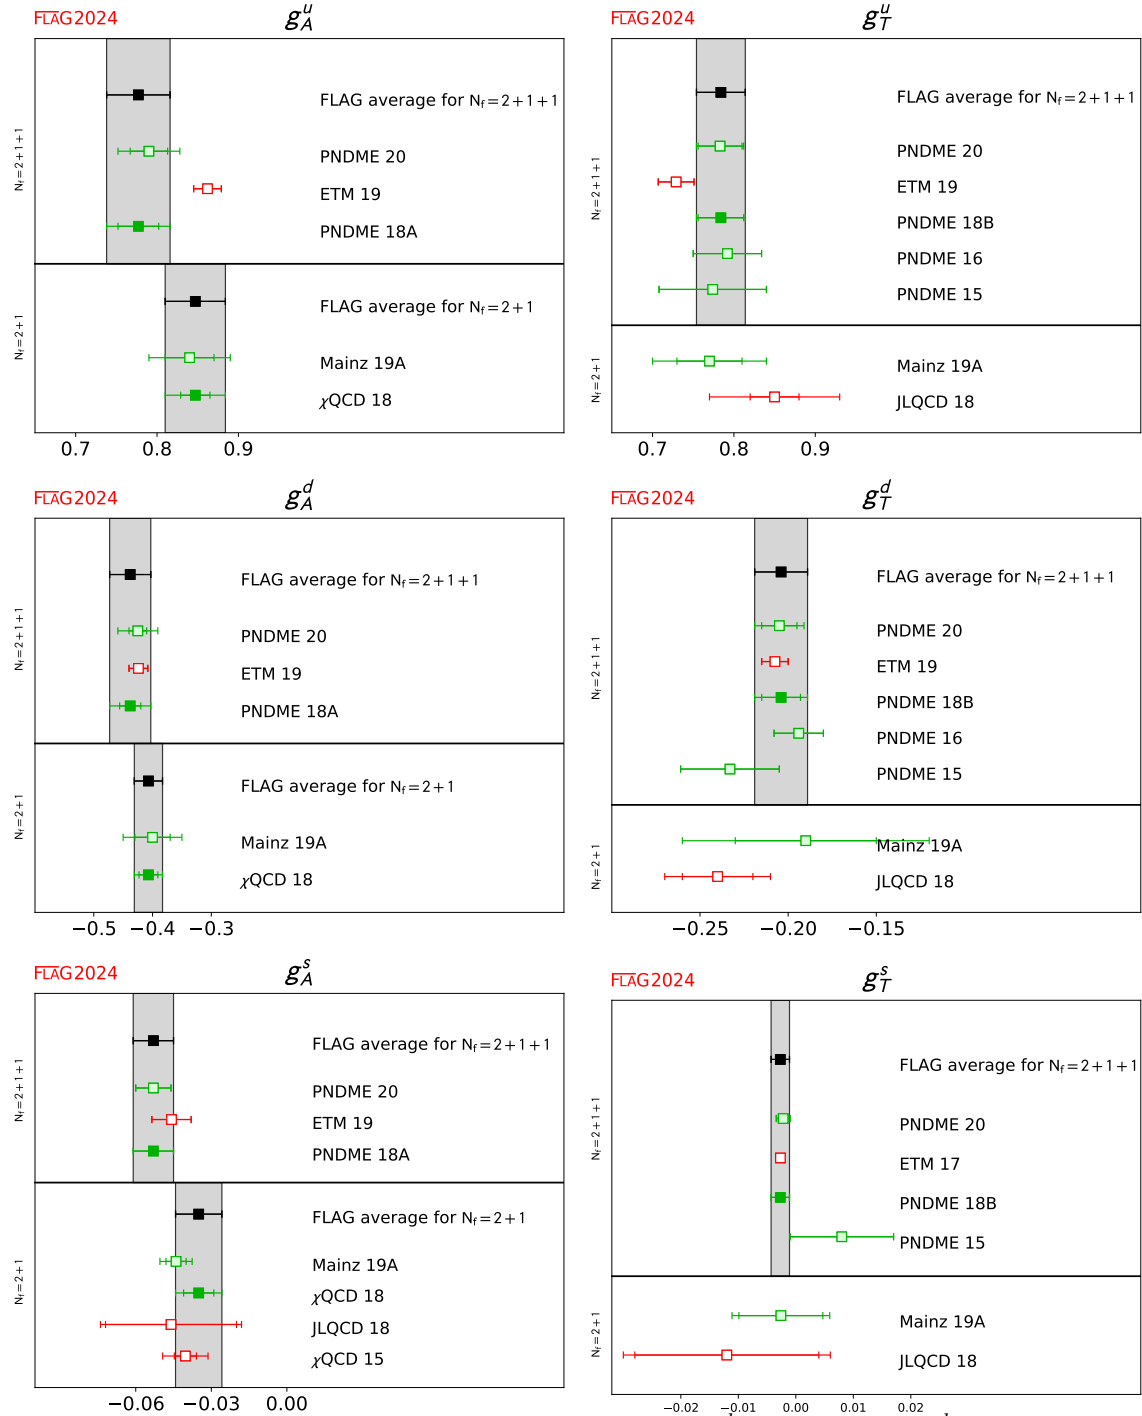 FLAG2024
g_A^u
N_f=2+1+1
FLAG average for N_f=2+1+1
PNDME 20
ETM 19
PNDME 18A
N_f=2+1
FLAG average for N_f=2+1
Mainz 19A
χQCD 18
0.7 0.8 0.9
FLAG2024
g_T^u
N_f=2+1+1
FLAG average for N_f=2+1+1
PNDME 20
ETM 19
PNDME 18B
PNDME 16
PNDME 15
N_f=2+1
Mainz 19A
JLQCD 18
0.7 0.8 0.9
FLAG2024
g_A^d
N_f=2+1+1
FLAG average for N_f=2+1+1
PNDME 20
ETM 19
PNDME 18A
N_f=2+1
FLAG average for N_f=2+1
Mainz 19A
χQCD 18
−0.5 −0.4 −0.3
FLAG2024
g_T^d
N_f=2+1+1
FLAG average for N_f=2+1+1
PNDME 20
ETM 19
PNDME 18B
PNDME 16
PNDME 15
N_f=2+1
Mainz 19A
JLQCD 18
−0.25 −0.20 −0.15
FLAG2024
g_A^s
N_f=2+1+1
FLAG average for N_f=2+1+1
PNDME 20
ETM 19
PNDME 18A
N_f=2+1
FLAG average for N_f=2+1
Mainz 19A
χQCD 18
JLQCD 18
χQCD 15
−0.06 −0.03 0.00
FLAG2024
g_T^s
N_f=2+1+1
FLAG average for N_f=2+1+1
PNDME 20
ETM 17
PNDME 18B
PNDME 15
N_f=2+1
Mainz 19A
JLQCD 18
−0.02 −0.01 0.00 0.01 0.02